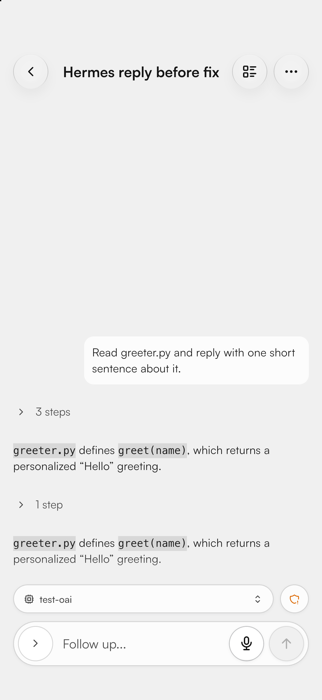 Hermes reply before fix
Read greeter.py and reply with one short
sentence about it.
3 steps
greeter.py defines greet(name), which returns a
personalized “Hello” greeting.
1 step
greeter.py defines greet(name), which returns a
personalized “Hello” greeting.
test-oai
Follow up...